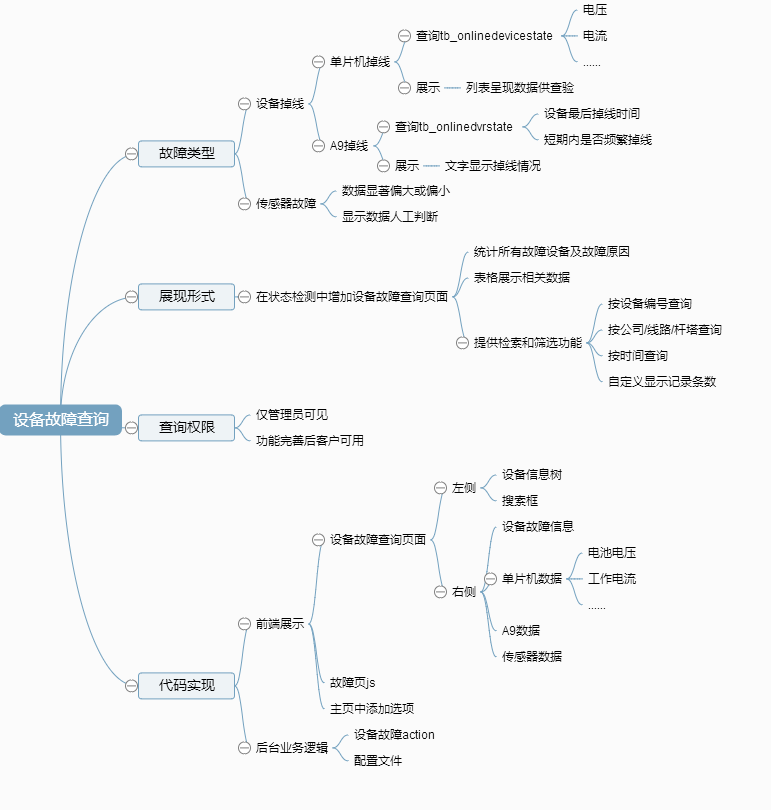 设备故障查询
故障类型
设备掉线
单片机掉线
查询tb_onlinedevicestate
电压
电流
......
展示
列表呈现数据供查验
A9掉线
查询tb_onlinedvrstate
设备最后掉线时间
短期内是否频繁掉线
展示
文字显示掉线情况
传感器故障
数据显著偏大或偏小
显示数据人工判断
展现形式
在状态检测中增加设备故障查询页面
统计所有故障设备及故障原因
表格展示相关数据
提供检索和筛选功能
按设备编号查询
按公司/线路/杆塔查询
按时间查询
自定义显示记录条数
查询权限
仅管理员可见
功能完善后客户可用
代码实现
前端展示
设备故障查询页面
左侧
设备信息树
搜索框
右侧
设备故障信息
单片机数据
电池电压
工作电流
......
A9数据
传感器数据
故障页js
主页中添加选项
后台业务逻辑
设备故障action
配置文件